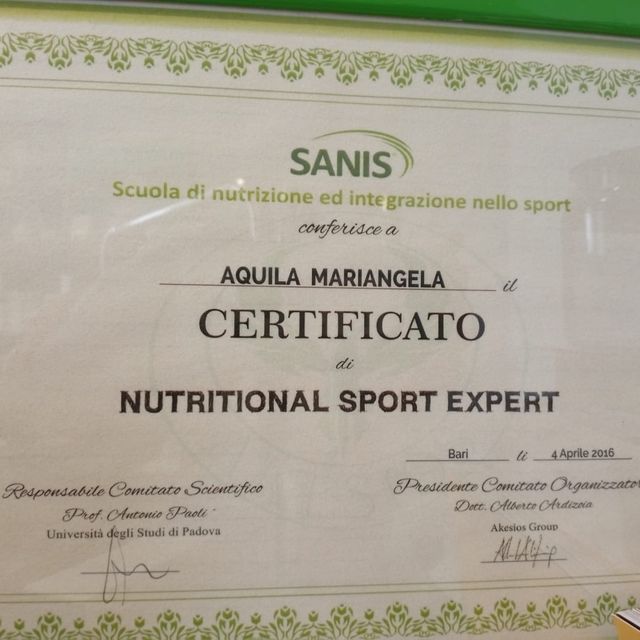 SANIS
Scuola di nutrizione ed integrazione nello sport
conferisce a
AQUILA MARIANGELA il
CERTIFICATO
di
NUTRITIONAL SPORT EXPERT
Bari li 4 Aprile 2016
Responsabile Comitato Scientifico
Prof. Antonio Paoli
Università degli Studi di Padova
Presidente Comitato Organizzator
Dott. Alberto Ardizoia
Akesios Group